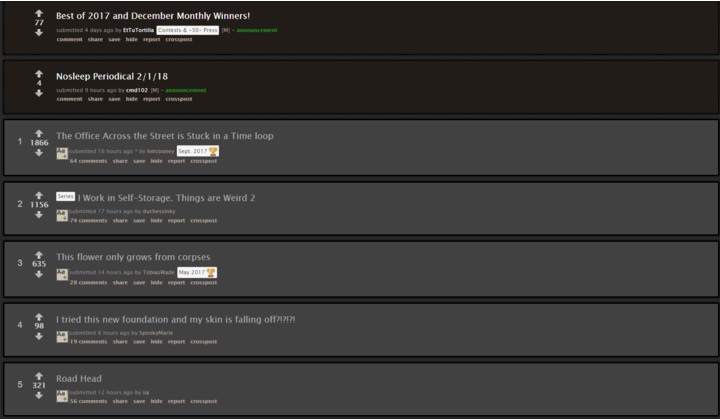 Best of 2017 and December Monthly Winners!
77
submitted 4 days ago by EtTuTortilla Contests & ~30~ Press [M] - announcement
comment share save hide report crosspost
Nosleep Periodical 2/1/18
4
submitted 9 hours ago by cmd102 [M] - announcement
comment share save hide report crosspost
The Office Across the Street is Stuck in a Time loop
1 1866
Aa+ submitted 18 hours ago * by Sept. 2017
64 comments share save hide report crosspost
Series I Work in Self-Storage. Things are Weird 2
2 1156
Aa+ submitted 17 hours ago by duchessinky
74 comments share save hide report crosspost
This flower only grows from corpses
3 635
Aa+ submitted 14 hours ago by TobiasWade May 2017
28 comments share save hide report crosspost
I tried this new foundation and my skin is falling off?!?!?!
4 98
Aa+ submitted 6 hours ago by SpookyMarie
19 comments share save hide report crosspost
Road Head
5 321
Aa+ submitted 12 hours ago by
56 comments share save hide report crosspost